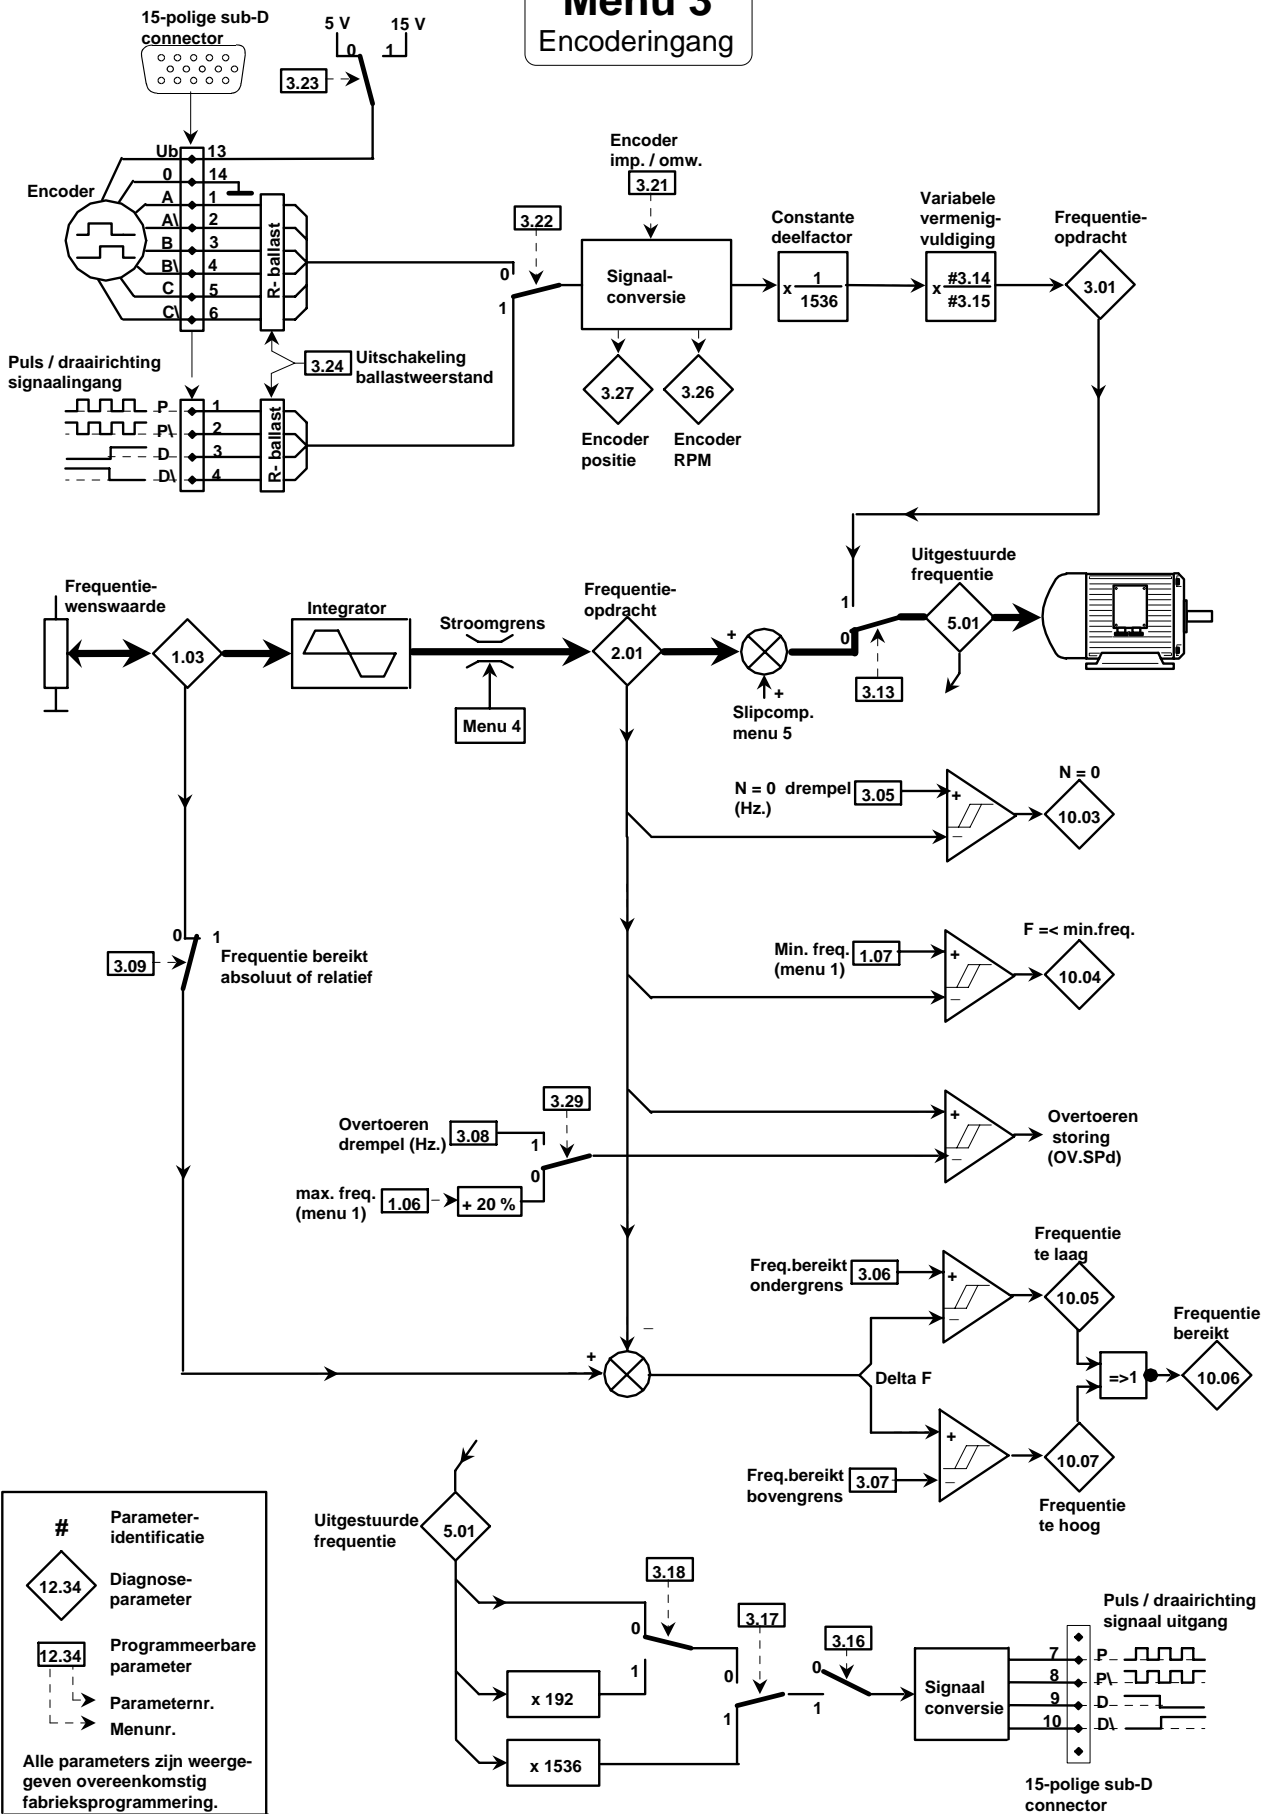 Menu 3
Encoderingang
15-polige sub-D
connector
5 V
15 V
0
1
3.23
Ub
13
0
14
A
1
A\
2
B
3
B\
4
C
5
C\
6
Encoder
R- ballast
3.24
Uitschakeling
ballastweerstand
Puls / draairichting
signaalingang
P
1
P\
2
D
3
D\
4
R- ballast
3.22
0
1
Encoder
imp. / omw.
3.21
Signaal-
conversie
3.27
3.26
Encoder
positie
Encoder
RPM
Constante
deelfactor
x 1
1536
Variabele
vermenig-
vuldiging
x #3.14
#3.15
Frequentie-
opdracht
3.01
Frequentie-
wenswaarde
1.03
Integrator
Stroomgrens
Menu 4
Frequentie-
opdracht
2.01
+
+
Slipcomp.
menu 5
1
0
3.13
Uitgestuurde
frequentie
5.01
N = 0 drempel
(Hz.)
3.05
+
–
N = 0
10.03
0
1
3.09
Frequentie bereikt
absoluut of relatief
Min. freq.
(menu 1)
1.07
+
–
F =< min.freq.
10.04
3.29
Overtoeren
drempel (Hz.)
3.08
1
0
max. freq.
(menu 1)
1.06
+ 20 %
+
–
Overtoeren
storing
(OV.SPd)
Freq.bereikt
ondergrens
3.06
+
–
Frequentie
te laag
10.05
+
–
Delta F
=>1
Frequentie
bereikt
10.06
Freq.bereikt
bovengrens
3.07
+
–
10.07
Frequentie
te hoog
#
Parameter-
identificatie
12.34
Diagnose-
parameter
12.34
Programmeerbare
parameter
Parameternr.
Menunr.
Alle parameters zijn weerge-
geven overeenkomstig
fabrieksprogrammering.
Uitgestuurde
frequentie
5.01
3.18
0
1
x 192
x 1536
3.17
0
1
3.16
0
1
Signaal
conversie
Puls / draairichting
signaal uitgang
7
P
8
P\
9
D
10
D\
15-polige sub-D
connector